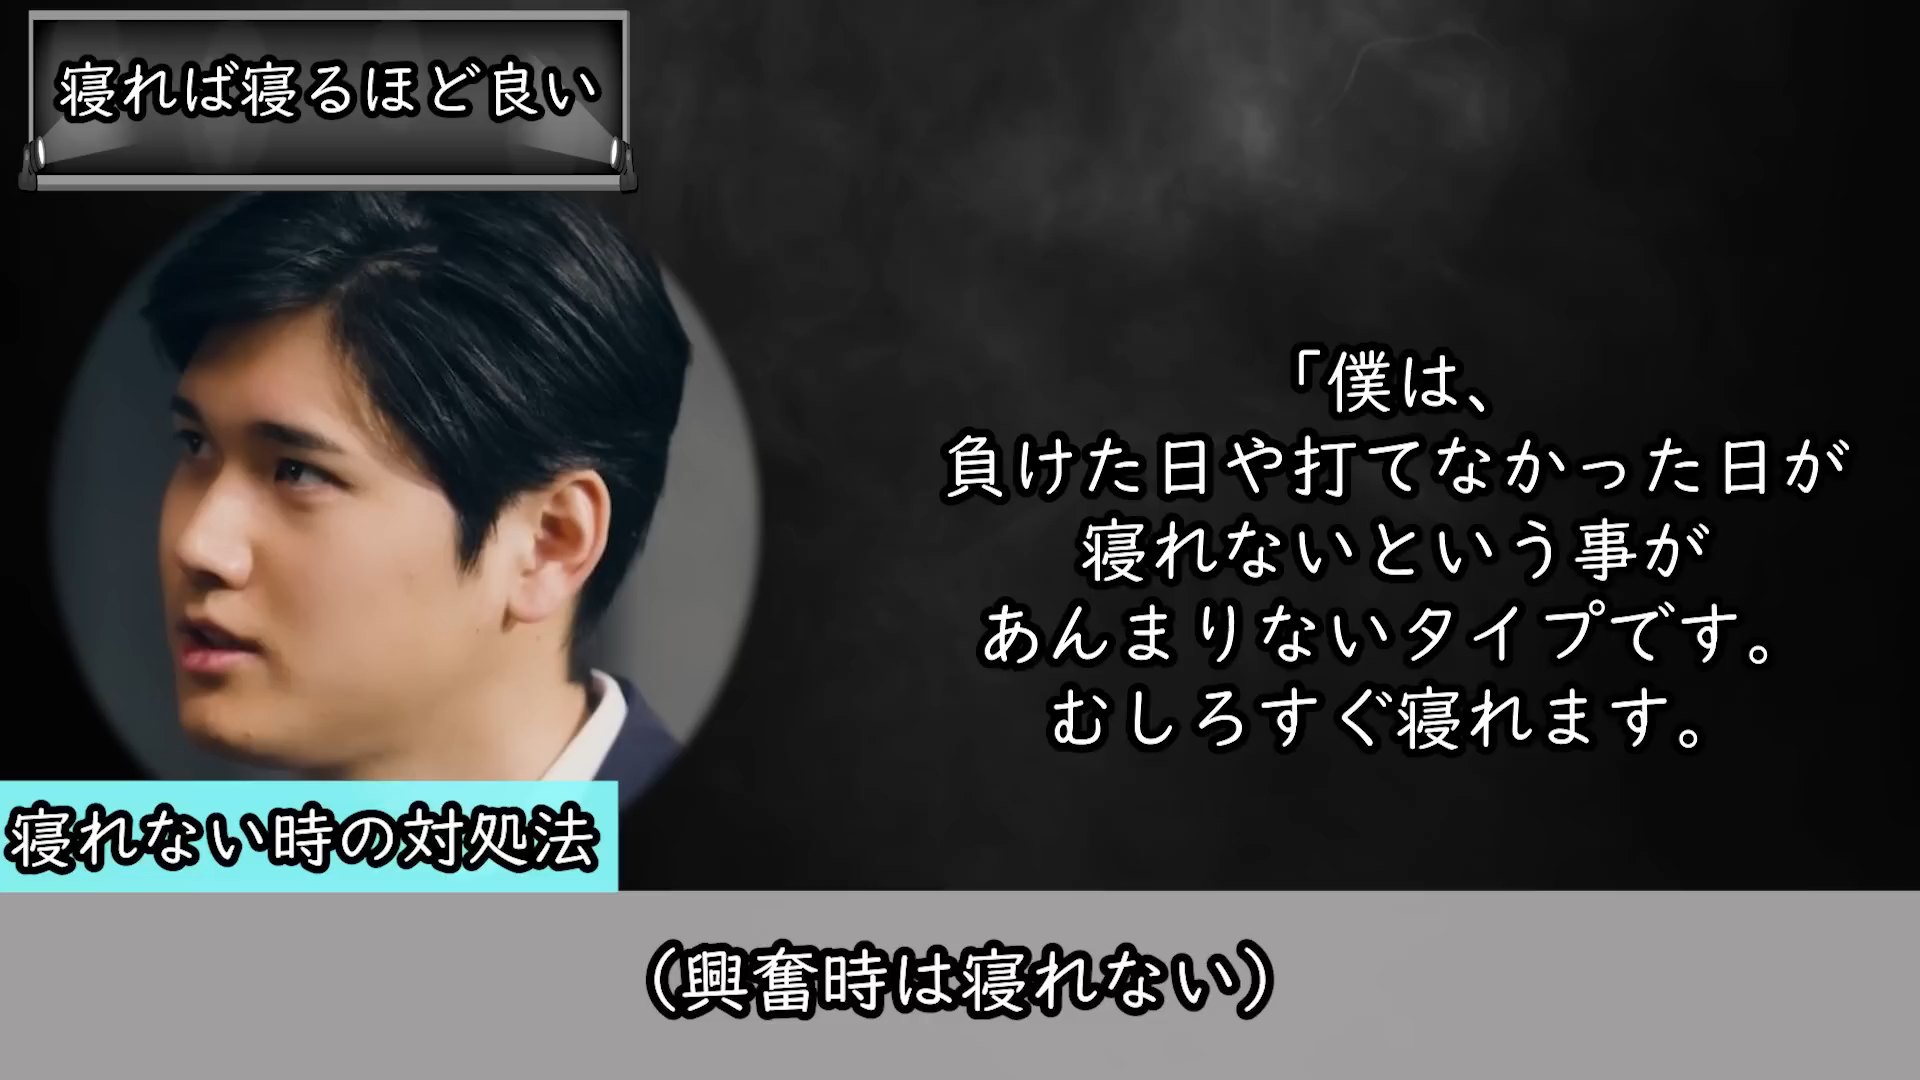 寝れば寝るほど良い
「僕は、
負けた日や打てなかった日が
寝れないという事が
あんまりないタイプです。
むしろすぐ寝れます。
寝れない時の対処法
（興奮時は寝れない）